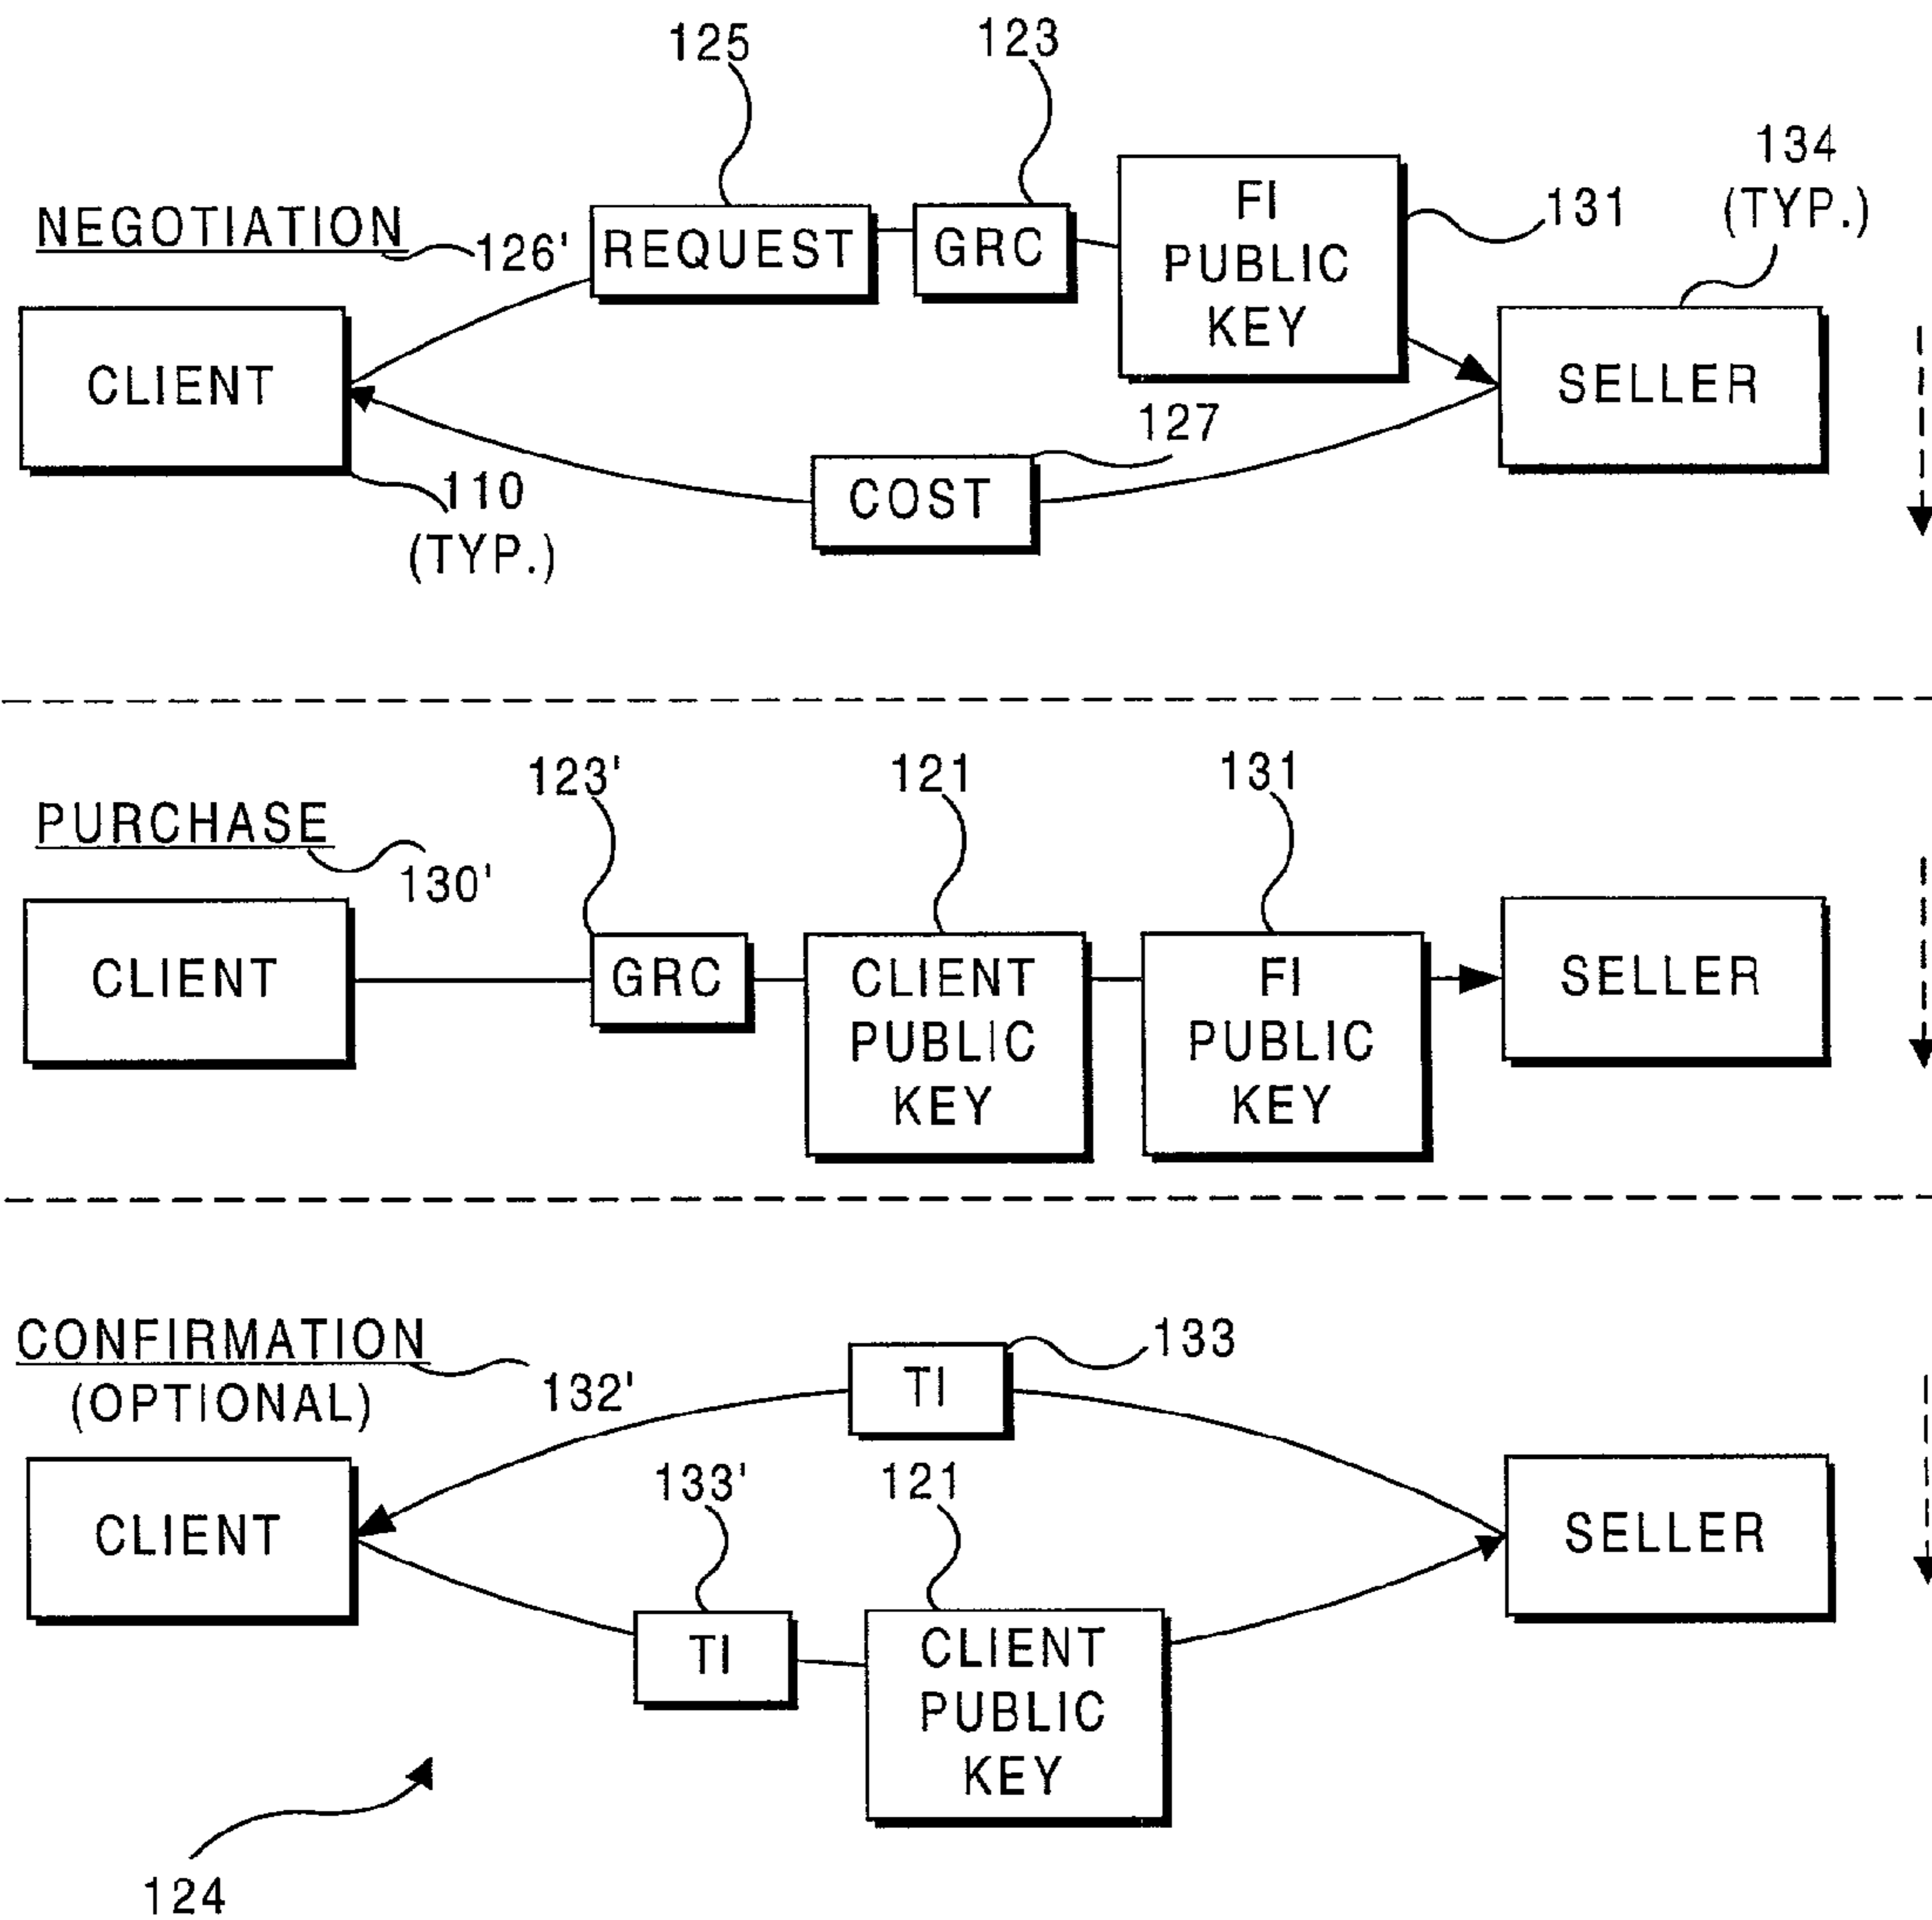 125
123
134
(TYP.)
NEGOTIATION
126'
REQUEST
GRC
FI
PUBLIC
KEY
131
CLIENT
SELLER
127
110
(TYP.)
COST
123'
121
131
PURCHASE
130'
CLIENT
GRC
CLIENT
PUBLIC
KEY
FI
PUBLIC
KEY
SELLER
CONFIRMATION
(OPTIONAL)
132'
TI
133
133'
121
CLIENT
SELLER
TI
CLIENT
PUBLIC
KEY
124